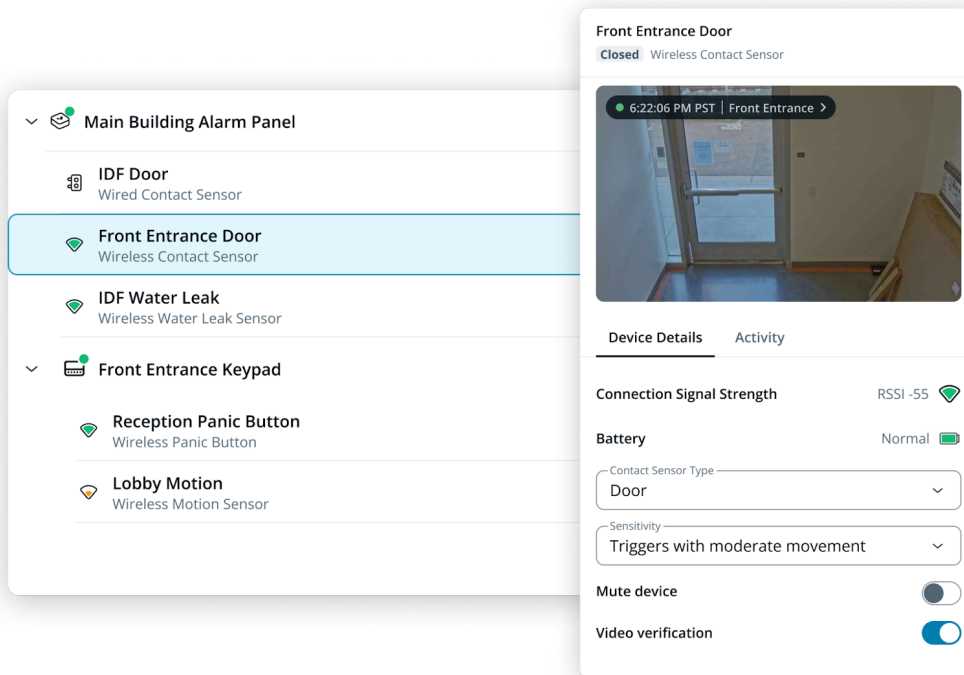 Main Building Alarm Panel
IDF Door
Wired Contact Sensor
Front Entrance Door
Wireless Contact Sensor
IDF Water Leak
Wireless Water Leak Sensor
Front Entrance Keypad
Reception Panic Button
Wireless Panic Button
Lobby Motion
Wireless Motion Sensor
Front Entrance Door
Closed Wireless Contact Sensor
6:22:06 PM PST | Front Entrance
Device Details Activity
Connection Signal Strength RSSI -55
Battery Normal
Contact Sensor Type
Door
Sensitivity
Triggers with moderate movement
Mute device
Video verification